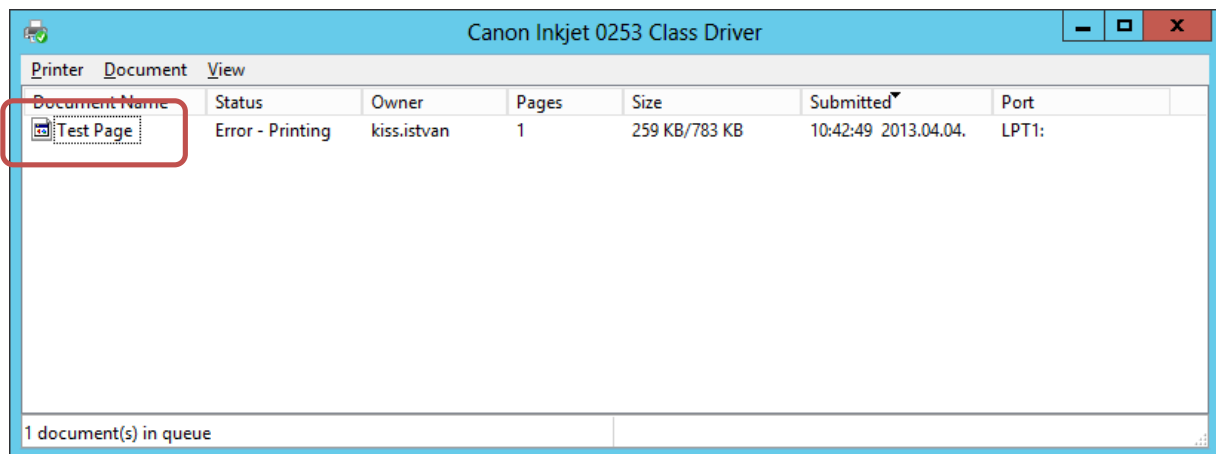 Canon Inkjet 0253 Class Driver
Printer Document View
Document Name Status Owner Pages Size Submitted Port
Test Page Error - Printing kiss.istvan 1 259 KB/783 KB 10:42:49 2013.04.04. LPT1:
1 document(s) in queue